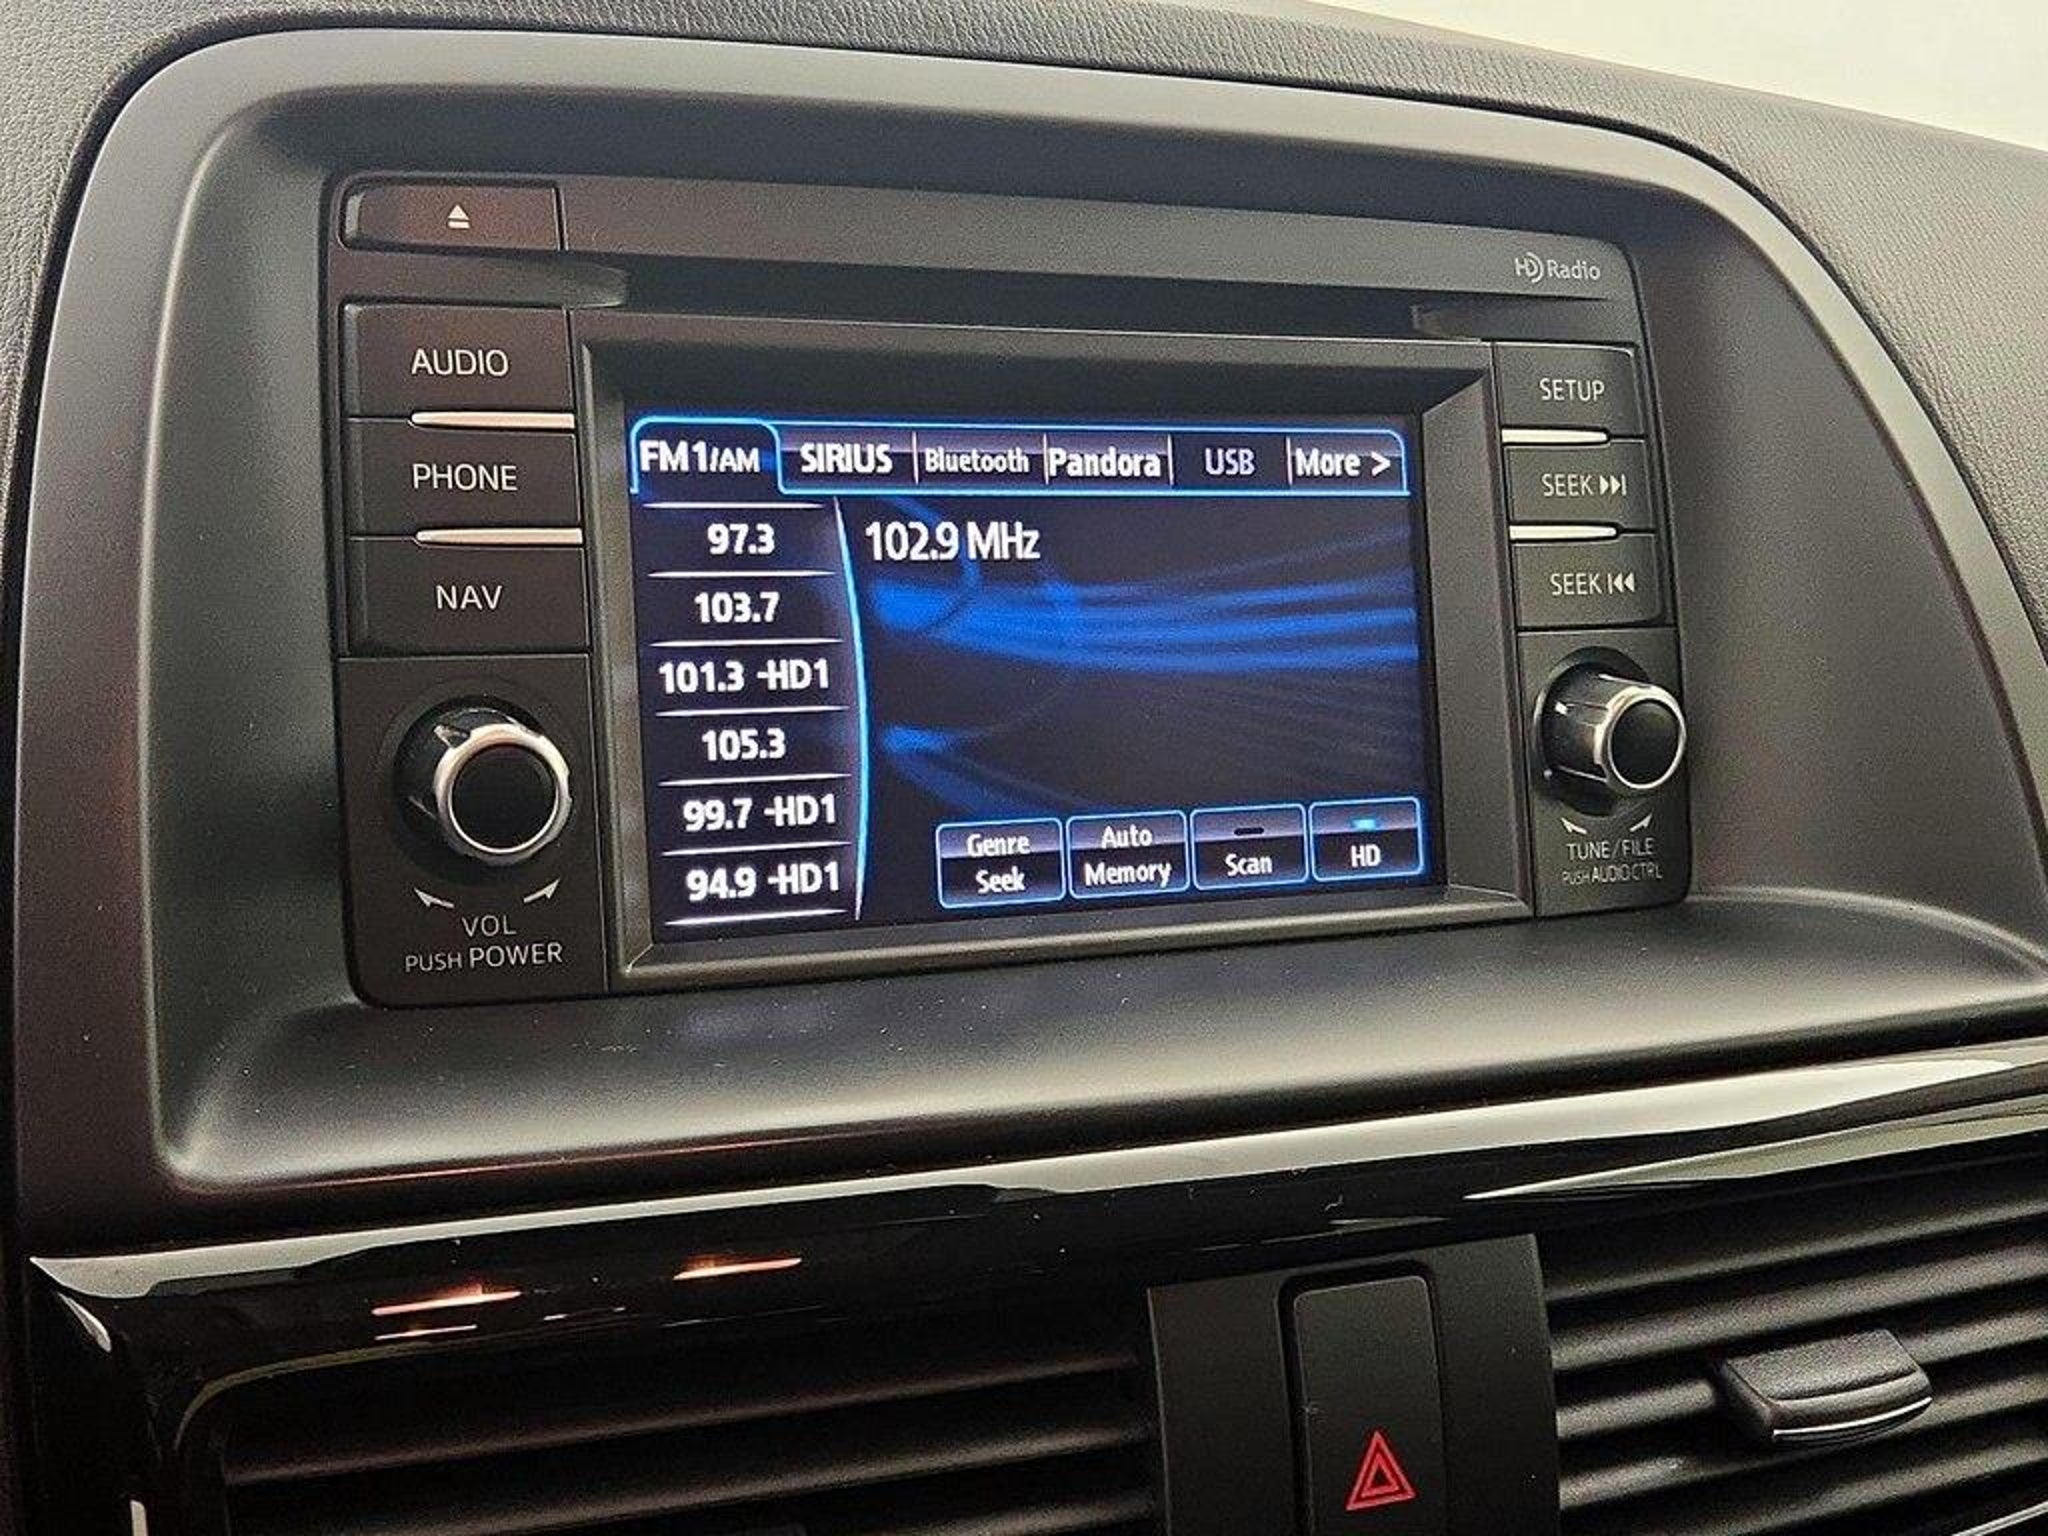 HD Radio
AUDIO
PHONE
NAV
VOL
PUSH POWER
FM1/AM SIRIUS Bluetooth Pandora USB More >
97.3
103.7
101.3 -HD1
105.3
99.7 -HD1
94.9 -HD1
102.9 MHz
Genre
Seek
Auto
Memory
Scan
HD
SETUP
SEEK
SEEK
TUNE/FILE
PUSH AUDIO CTRL